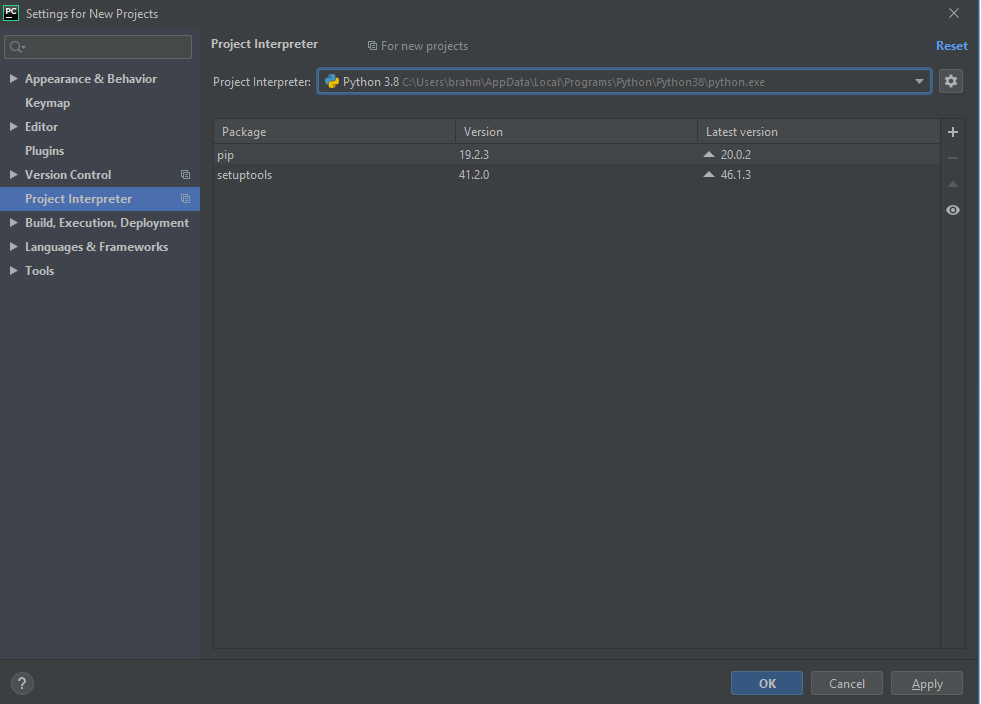 PC Settings for New Projects
Project Interpreter For new projects Reset
Project Interpreter: Python 3.8 C:\Users\brahm\AppData\Local\Programs\Python\Python38\python.exe
Appearance & Behavior
Keymap
Editor
Plugins
Version Control
Project Interpreter
Build, Execution, Deployment
Languages & Frameworks
Tools
Package Version Latest version
pip 19.2.3 20.0.2
setuptools 41.2.0 46.1.3
? OK Cancel Apply